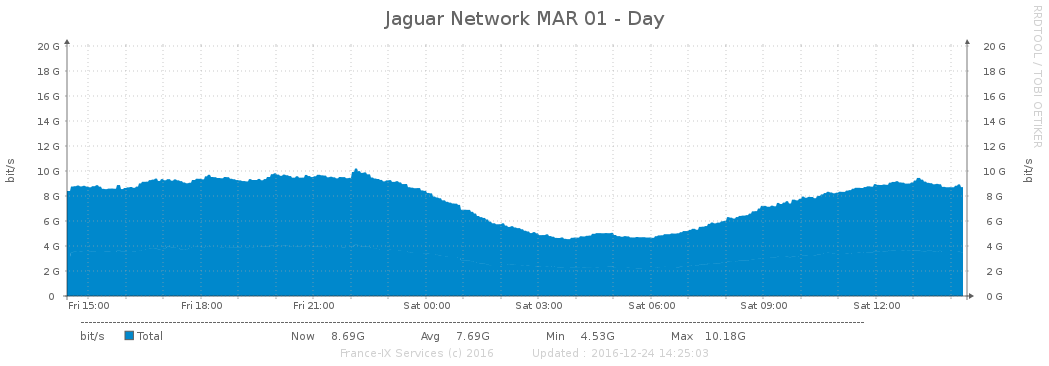 Jaguar Network MAR 01 - Day
RRDTOOL / TOBI OETIKER
bit/s
bit/s
20 G 20 G
18 G 18 G
16 G 16 G
14 G 14 G
12 G 12 G
10 G 10 G
8 G 8 G
6 G 6 G
4 G 4 G
2 G 2 G
0 0 G
Fri 15:00 Fri 18:00 Fri 21:00 Sat 00:00 Sat 03:00 Sat 06:00 Sat 09:00 Sat 12:00
bit/s Total Now 8.69G Avg 7.69G Min 4.53G Max 10.18G
France-IX Services (c) 2016 Updated : 2016-12-24 14:25:03